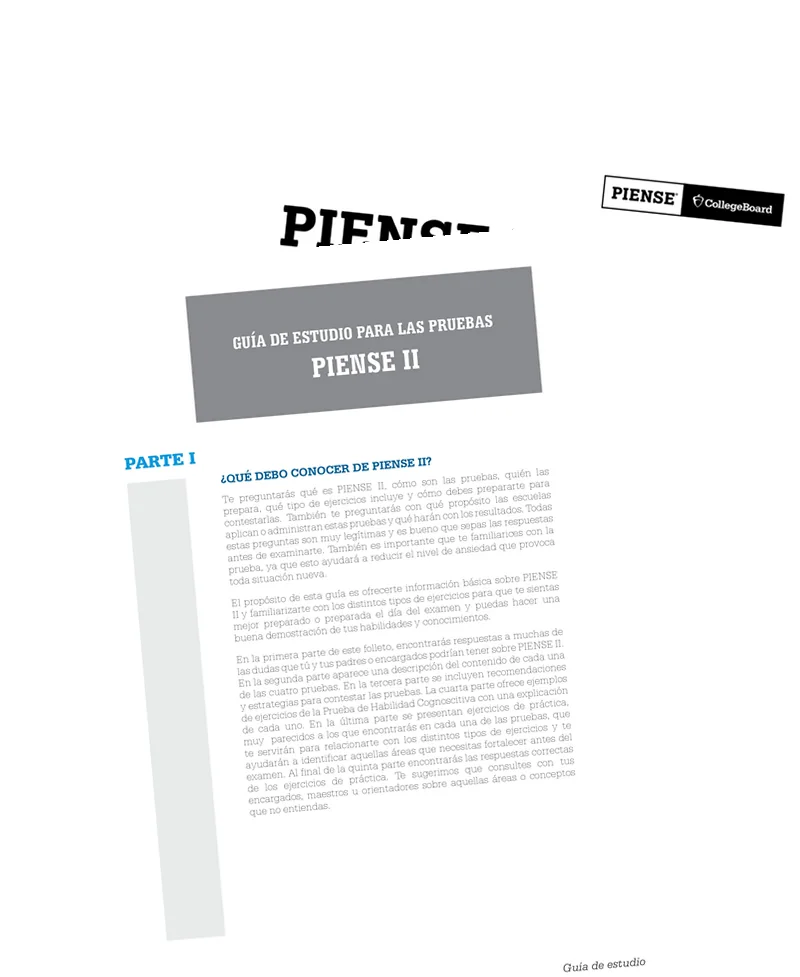 PIENSE
CollegeBoard
PIENSE
GUÍA DE ESTUDIO PARA LAS PRUEBAS
PIENSE II
PARTE I
¿QUÉ DEBO CONOCER DE PIENSE II?
Te preguntarás qué es PIENSE II, cómo son las pruebas, quién las
prepara, qué tipo de ejercicios incluye y cómo debes prepararte para
contestarlas. También te preguntarás con qué propósito las escuelas
aplican o administran estas pruebas y qué harán con los resultados. Todas
estas preguntas son muy legítimas y es bueno que sepas las respuestas
antes de examinarte. También es importante que te familiarices con la
prueba, ya que esto ayudará a reducir el nivel de ansiedad que provoca
toda situación nueva.
El propósito de esta guía es ofrecerte información básica sobre PIENSE
II y familiarizarte con los distintos tipos de ejercicios para que te sientas
mejor preparado o preparada el día del examen y puedas hacer una
buena demostración de tus habilidades y conocimientos.
En la primera parte de este folleto, encontrarás respuestas a muchas de
las dudas que tú y tus padres o encargados podrían tener sobre PIENSE II.
En la segunda parte aparece una descripción del contenido de cada una
de las cuatro pruebas. En la tercera parte se incluyen recomendaciones
y estrategias para contestar las pruebas. La cuarta parte ofrece ejemplos
de ejercicios de la Prueba de Habilidad Cognoscitiva con una explicación
de cada uno. En la última parte se presentan ejercicios de práctica,
muy parecidos a los que encontrarás en cada una de las pruebas, que
te servirán para relacionarte con los distintos tipos de ejercicios y te
ayudarán a identificar aquellas áreas que necesitas fortalecer antes del
examen. Al final de la quinta parte encontrarás las respuestas correctas
de los ejercicios de práctica. Te sugerimos que consultes con tus
encargados, maestros u orientadores sobre aquellas áreas o conceptos
que no entiendas.
Guía de estudio